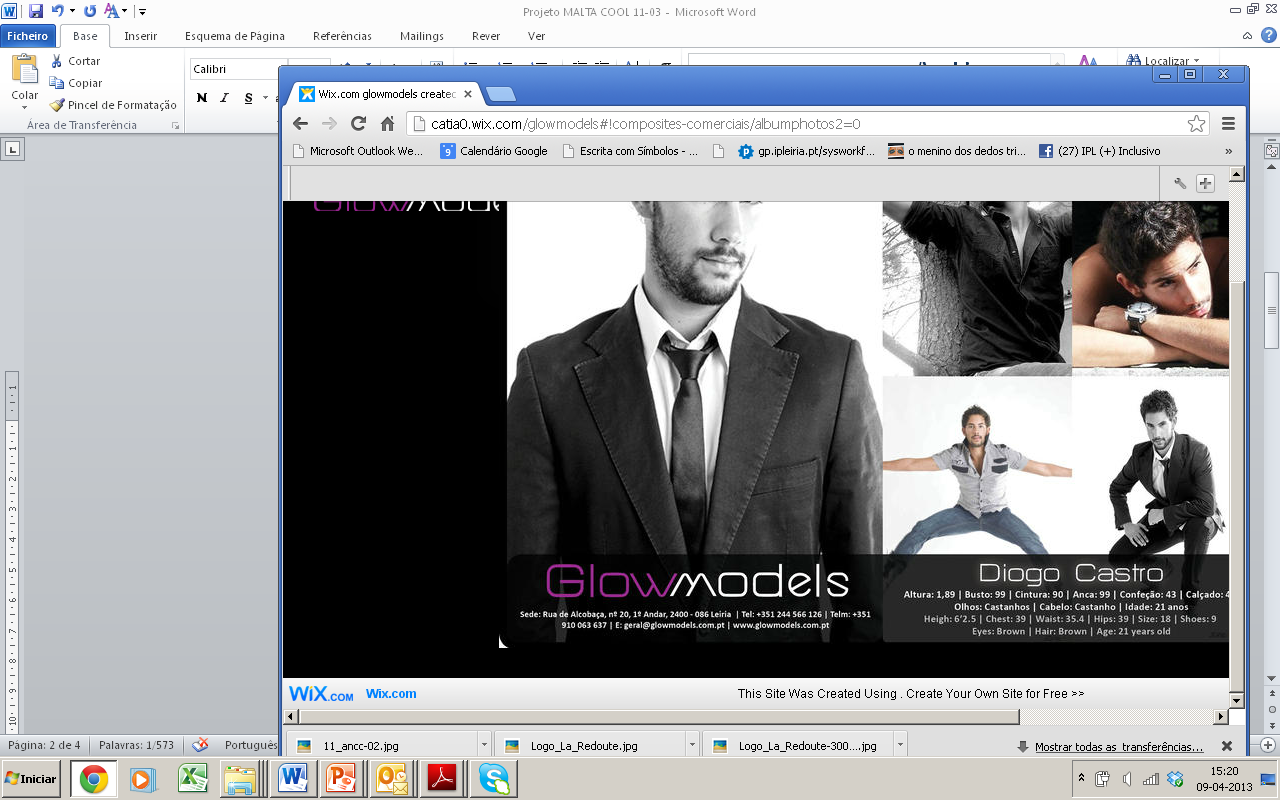 Projeto MALTA COOL 11-03 - Microsoft Word
Ficheiro Base Inserir Esquema de Página Referências Mailings Rever Ver
Colar
Cortar
Copiar
Pincel de Formatação
Área de Transferência
Calibri
N I S
Localizar
Wix.com glowmodels created
catia0.wix.com/glowmodels#!composites-comerciais/albumphotos2=0
Microsoft Outlook We... Calendário Google Escrita com Símbolos - ... gp.ipleiria.pt/sysworkf... o menino dos dedos tri... (27) IPL (+) Inclusivo »
Glowmodels
Sede: Rua de Alcobaça, nº 20, 1º Andar, 2400 - 086 Leiria | Tel: +351 244 566 126 | Telm: +351
910 063 637 | E: geral@glowmodels.com.pt | www.glowmodels.com.pt
Diogo Castro
Altura: 1,89 | Busto: 99 | Cintura: 90 | Anca: 99 | Confeção: 43 | Calçado: 4
Olhos: Castanhos | Cabelo: Castanho | Idade: 21 anos
Heigh: 6'2.5 | Chest: 39 | Waist: 35.4 | Hips: 39 | Size: 18 | Shoes: 9
Eyes: Brown | Hair: Brown | Age: 21 years old
WiX.COM Wix.com This Site Was Created Using . Create Your Own Site for Free >>
11_ancc-02.jpg Logo_La_Redoute.jpg Logo_La_Redoute-300....jpg Mostrar todas as transferências...
Página: 2 de 4 Palavras: 1/573 Português
Iniciar
15:20
09-04-2013